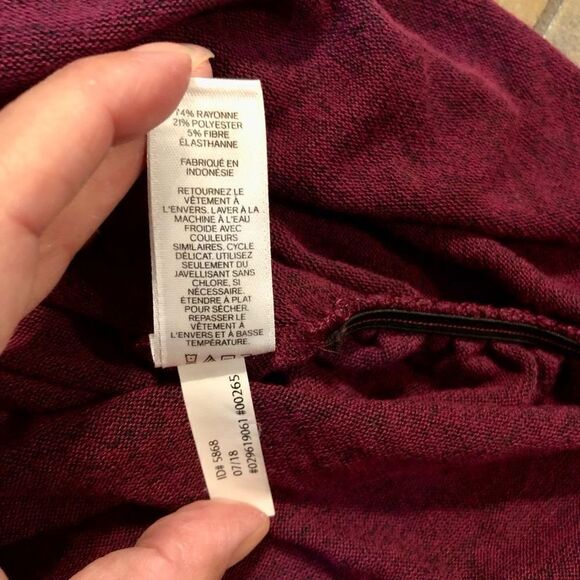 74% RAYONNE
21% POLYESTER
5% FIBRE
ÉLASTHANNE
FABRIQUÉ EN
INDONÉSIE
RETOURNEZ LE
VÊTEMENT À
L'ENVERS. LAVER À LA
MACHINE À L'EAU
FROIDE AVEC
COULEURS
SIMILAIRES. CYCLE
DÉLICAT. UTILISEZ
SEULEMENT DU
JAVELLISANT SANS
CHLORE, SI
NÉCESSAIRE.
ÉTENDRE À PLAT
POUR SÉCHER.
REPASSER LE
VÊTEMENT À
L'ENVERS ET À BASSE
TEMPÉRATURE.
ID# 5868
07/18
#029619061 #00265